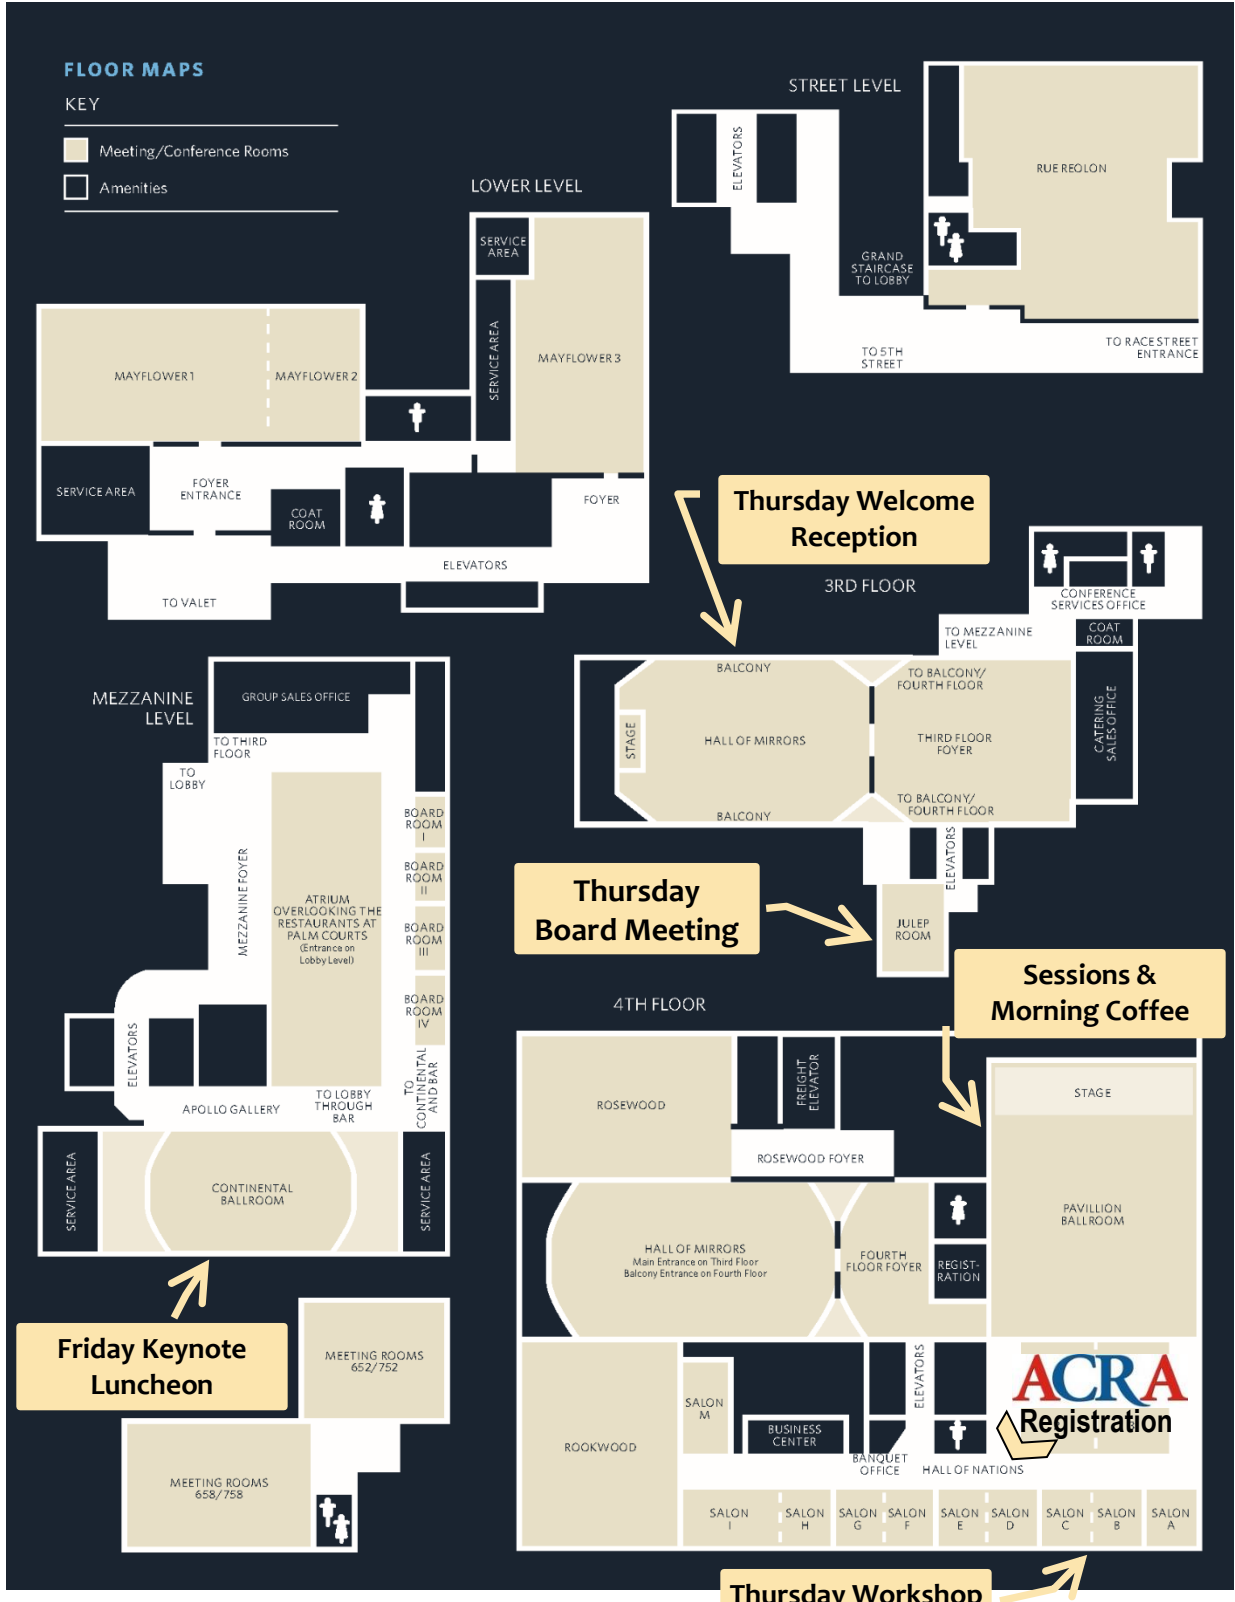 FLOOR MAPS
KEY
Meeting/Conference Rooms
Amenities
STREET LEVEL
ELEVATORS
RUE REOLON
GRAND
STAIRCASE
TO LOBBY
TO 5TH
STREET
TO RACE STREET
ENTRANCE
LOWER LEVEL
SERVICE
AREA
SERVICE AREA
MAYFLOWER 3
MAYFLOWER 1
MAYFLOWER 2
SERVICE AREA
FOYER
ENTRANCE
COAT
ROOM
FOYER
ELEVATORS
TO VALET
Thursday Welcome
Reception
3RD FLOOR
CONFERENCE
SERVICES OFFICE
TO MEZZANINE
LEVEL
COAT
ROOM
BALCONY
TO BALCONY/
FOURTH FLOOR
STAGE
HALL OF MIRRORS
THIRD FLOOR
FOYER
CATERING
SALES OFFICE
BALCONY
TO BALCONY/
FOURTH FLOOR
ELEVATORS
JULEP
ROOM
Thursday
Board Meeting
MEZZANINE
LEVEL
GROUP SALES OFFICE
TO THIRD
FLOOR
TO
LOBBY
MEZZANINE FOYER
ATRIUM
OVERLOOKING THE
RESTAURANTS AT
PALM COURTS
(Entrance on
Lobby Level)
BOARD
ROOM
I
BOARD
ROOM
II
BOARD
ROOM
III
BOARD
ROOM
IV
ELEVATORS
APOLLO GALLERY
TO LOBBY
THROUGH
BAR
TO
CONTINENTAL
AND BAR
SERVICE AREA
CONTINENTAL
BALLROOM
SERVICE AREA
Friday Keynote
Luncheon
MEETING ROOMS
652/752
MEETING ROOMS
658/758
Sessions &
Morning Coffee
4TH FLOOR
ROSEWOOD
FREIGHT
ELEVATOR
STAGE
ROSEWOOD FOYER
PAVILLION
BALLROOM
HALL OF MIRRORS
Main Entrance on Third Floor
Balcony Entrance on Fourth Floor
FOURTH
FLOOR FOYER
REGIST-
RATION
ELEVATORS
ACRA
Registration
SALON
M
BUSINESS
CENTER
ROOKWOOD
BANQUET
OFFICE
HALL OF NATIONS
SALON
I
SALON
H
SALON
G
SALON
F
SALON
E
SALON
D
SALON
C
SALON
B
SALON
A
Thursday Workshop